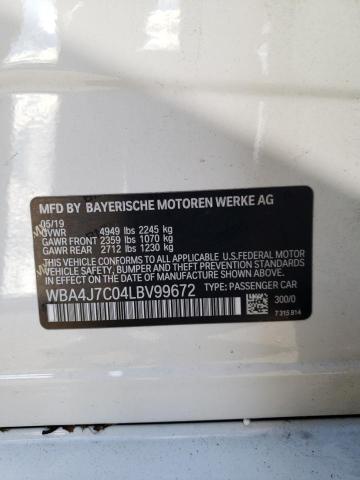 MFD BY BAYERISCHE MOTOREN WERKE AG
05/19
GVWR 4949 lbs 2245 kg
GAWR FRONT 2359 lbs 1070 kg
GAWR REAR 2712 lbs 1230 kg
THIS VEHICLE CONFORMS TO ALL APPLICABLE U.S.FEDERAL MOTOR
VEHICLE SAFETY, BUMPER, AND THEFT PREVENTION STANDARDS IN
EFFECT ON THE DATE OF MANUFACTURE SHOWN ABOVE.
WBA4J7C04LBV99672 TYPE: PASSENGER CAR
300/0
7 315 914